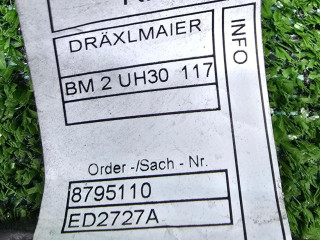 DRÄXLMAIER
BM 2 UH30 117
INFO
Order -/Sach - Nr.
8795110
ED2727A